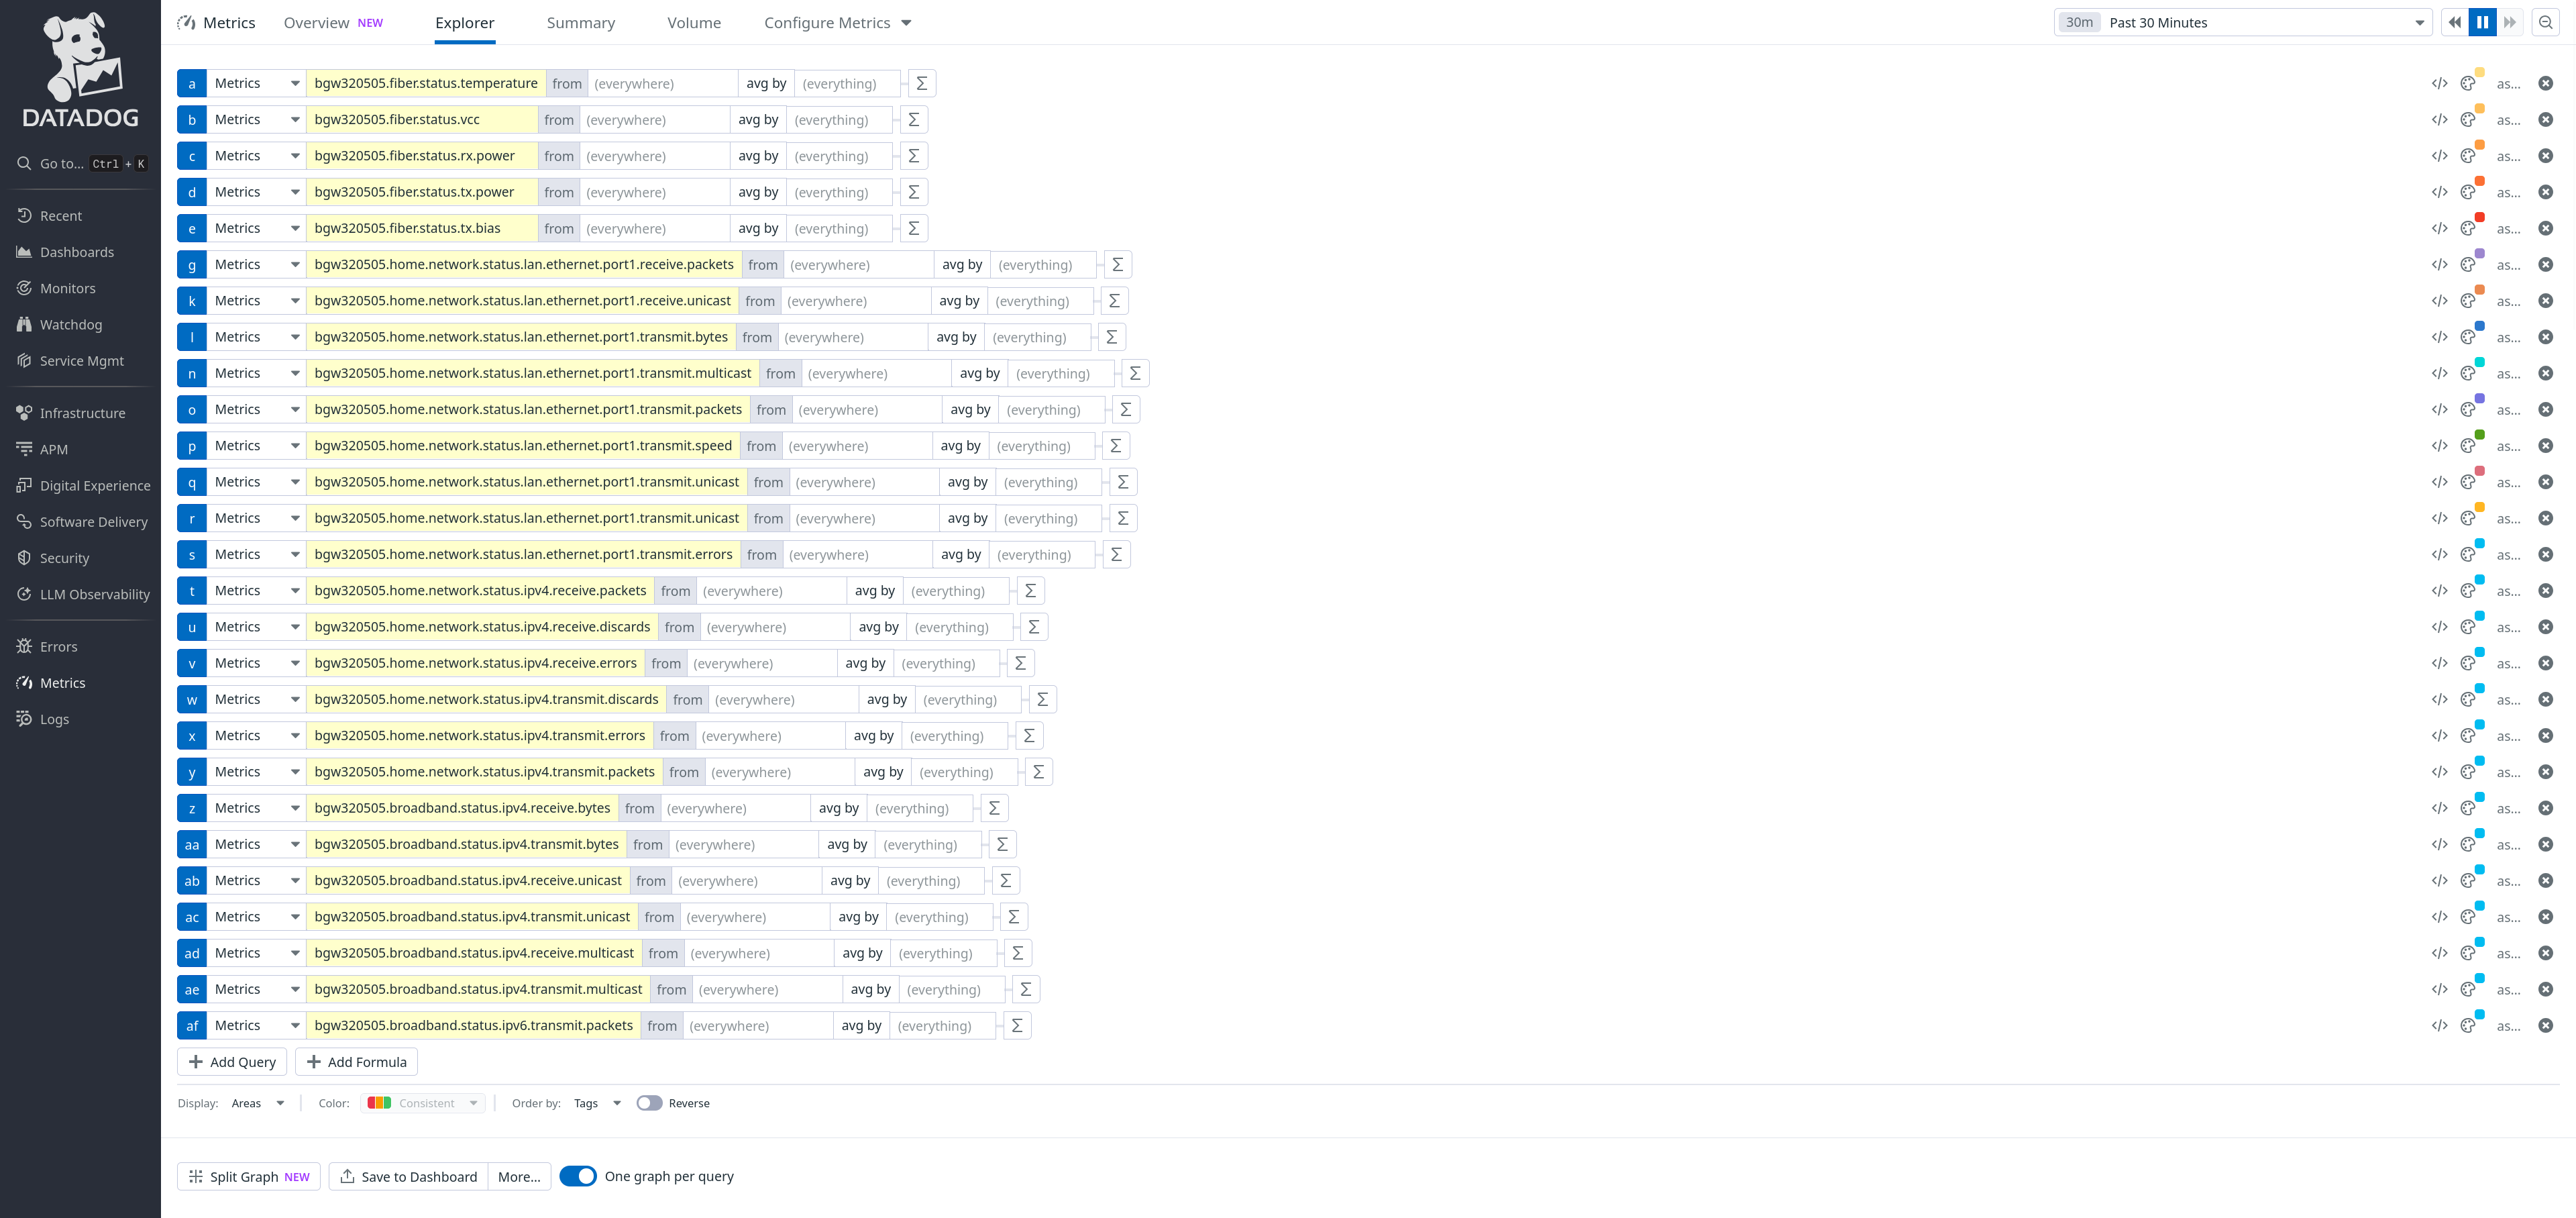 DATADOG
Go to... Ctrl + K
Recent
Dashboards
Monitors
Watchdog
Service Mgmt
Infrastructure
APM
Digital Experience
Software Delivery
Security
LLM Observability
Errors
Metrics
Logs
Metrics Overview NEW Explorer Summary Volume Configure Metrics 30m Past 30 Minutes
a Metrics bgw320505.fiber.status.temperature from (everywhere) avg by (everything) Σ </> as...
b Metrics bgw320505.fiber.status.vcc from (everywhere) avg by (everything) Σ </> as...
c Metrics bgw320505.fiber.status.rx.power from (everywhere) avg by (everything) Σ </> as...
d Metrics bgw320505.fiber.status.tx.power from (everywhere) avg by (everything) Σ </> as...
e Metrics bgw320505.fiber.status.tx.bias from (everywhere) avg by (everything) Σ </> as...
g Metrics bgw320505.home.network.status.lan.ethernet.port1.receive.packets from (everywhere) avg by (everything) Σ </> as...
k Metrics bgw320505.home.network.status.lan.ethernet.port1.receive.unicast from (everywhere) avg by (everything) Σ </> as...
l Metrics bgw320505.home.network.status.lan.ethernet.port1.transmit.bytes from (everywhere) avg by (everything) Σ </> as...
n Metrics bgw320505.home.network.status.lan.ethernet.port1.transmit.multicast from (everywhere) avg by (everything) Σ </> as...
o Metrics bgw320505.home.network.status.lan.ethernet.port1.transmit.packets from (everywhere) avg by (everything) Σ </> as...
p Metrics bgw320505.home.network.status.lan.ethernet.port1.transmit.speed from (everywhere) avg by (everything) Σ </> as...
q Metrics bgw320505.home.network.status.lan.ethernet.port1.transmit.unicast from (everywhere) avg by (everything) Σ </> as...
r Metrics bgw320505.home.network.status.lan.ethernet.port1.transmit.unicast from (everywhere) avg by (everything) Σ </> as...
s Metrics bgw320505.home.network.status.lan.ethernet.port1.transmit.errors from (everywhere) avg by (everything) Σ </> as...
t Metrics bgw320505.home.network.status.ipv4.receive.packets from (everywhere) avg by (everything) Σ </> as...
u Metrics bgw320505.home.network.status.ipv4.receive.discards from (everywhere) avg by (everything) Σ </> as...
v Metrics bgw320505.home.network.status.ipv4.receive.errors from (everywhere) avg by (everything) Σ </> as...
w Metrics bgw320505.home.network.status.ipv4.transmit.discards from (everywhere) avg by (everything) Σ </> as...
x Metrics bgw320505.home.network.status.ipv4.transmit.errors from (everywhere) avg by (everything) Σ </> as...
y Metrics bgw320505.home.network.status.ipv4.transmit.packets from (everywhere) avg by (everything) Σ </> as...
z Metrics bgw320505.broadband.status.ipv4.receive.bytes from (everywhere) avg by (everything) Σ </> as...
aa Metrics bgw320505.broadband.status.ipv4.transmit.bytes from (everywhere) avg by (everything) Σ </> as...
ab Metrics bgw320505.broadband.status.ipv4.receive.unicast from (everywhere) avg by (everything) Σ </> as...
ac Metrics bgw320505.broadband.status.ipv4.transmit.unicast from (everywhere) avg by (everything) Σ </> as...
ad Metrics bgw320505.broadband.status.ipv4.receive.multicast from (everywhere) avg by (everything) Σ </> as...
ae Metrics bgw320505.broadband.status.ipv4.transmit.multicast from (everywhere) avg by (everything) Σ </> as...
af Metrics bgw320505.broadband.status.ipv6.transmit.packets from (everywhere) avg by (everything) Σ </> as...
+ Add Query + Add Formula
Display: Areas Color: Consistent Order by: Tags Reverse
Split Graph NEW Save to Dashboard More... One graph per query